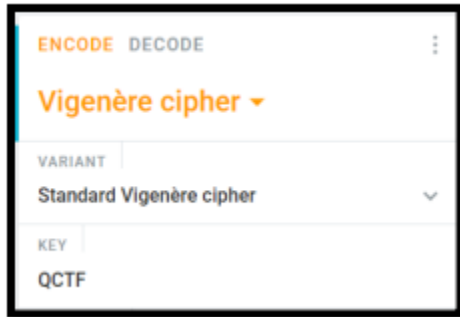 ENCODE DECODE
Vigenère cipher
VARIANT
Standard Vigenère cipher
KEY
QCTF